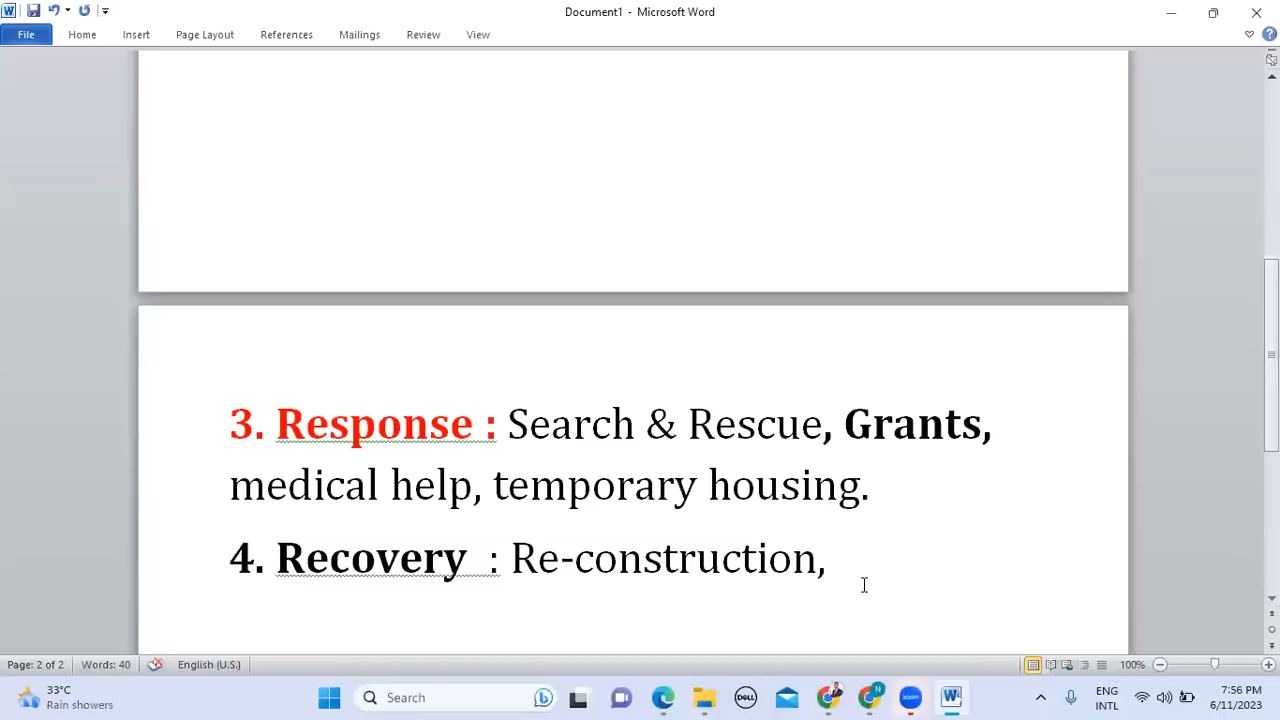 Document1 - Microsoft Word
File Home Insert Page Layout References Mailings Review View
3. Response : Search & Rescue, Grants,
medical help, temporary housing.
4. Recovery : Re-construction,
Page: 2 of 2 Words: 40 English (U.S.) 100%
33°C
Rain showers
Search
DELL
zoom
ENG
INTL
7:56 PM
6/11/2023